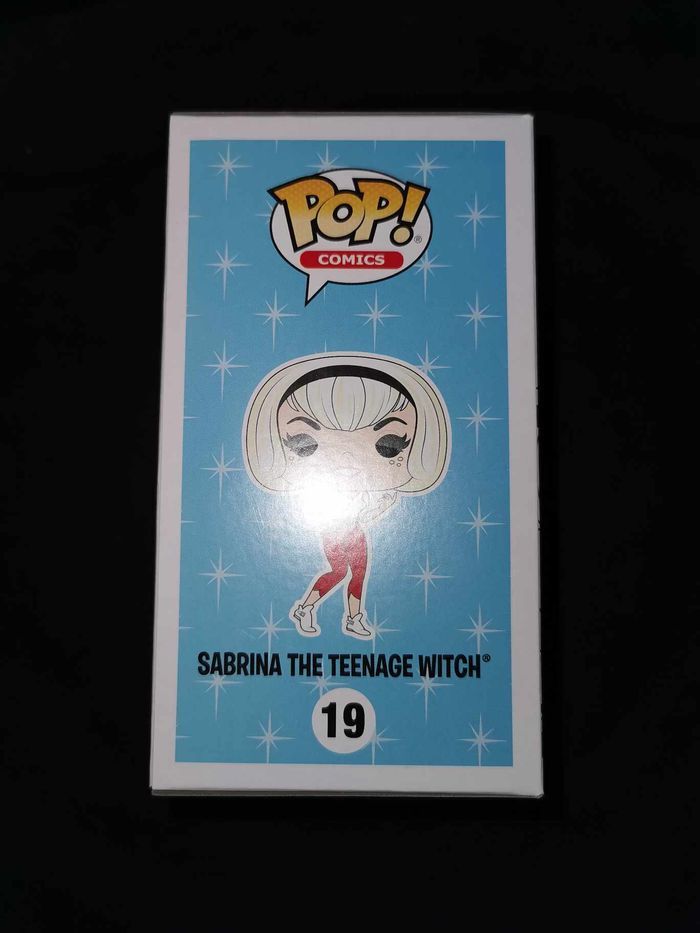 POP!®
COMICS
SABRINA THE TEENAGE WITCH®
19